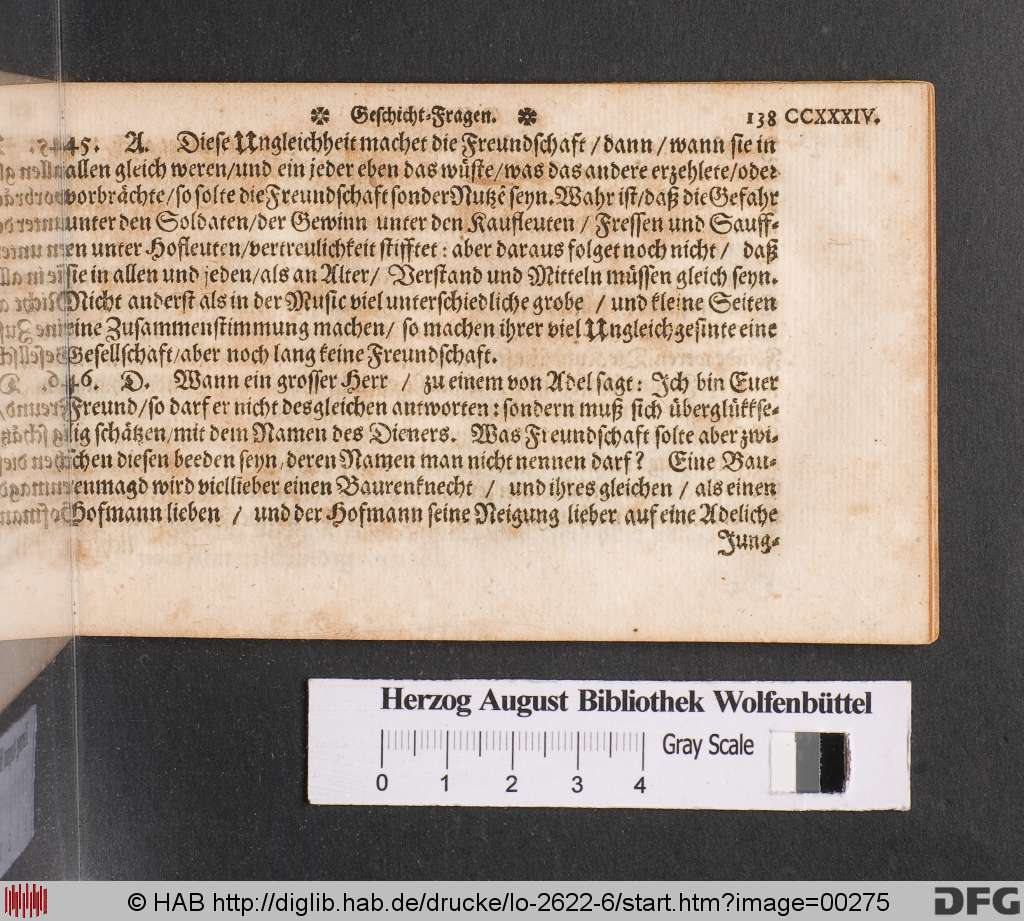 ❉ Geschicht-Fragen. ❉ 138 CCXXXIV.
45. A. Diese Ungleichheit machet die Freundschaft / dann / wann sie in
allen gleich weren / und ein jeder eben das wüste / was das andere erzehlete / oder
vorbrächte / so solte die Freundschaft sonder Nutzē seyn. Wahr ist / daß die Gefahr
unter den Soldaten / der Gewinn unter den Kaufleuten / Fressen und Sauff-
en unter Hofleuten / vertreulichkeit stifftet: aber daraus folget noch nicht / daß
sie in allen und jeden / als an Alter / Verstand und Mitteln müssen gleich seyn.
Nicht anderst als in der Music viel unterschiedliche grobe / und kleine Seiten
eine Zusammenstimmung machen / so machen ihrer viel Ungleichgesinte eine
Gesellschaft / aber noch lang keine Freundschaft.
46. D. Wann ein grosser Herr / zu einem von Adel sagt: Ich bin Euer
Freund / so darf er nicht desgleichen antworten: sondern muß sich überglükkse-
lig schätzen / mit dem Namen des Dieners. Was Freundschaft solte aber zwi-
schen diesen beeden seyn, deren Namen man nicht nennen darf? Eine Bau-
renmagd wird viellieber einen Baurenknecht / und ihres gleichen / als einen
Hofmann lieben / und der Hofmann seine Neigung lieber auf eine Adeliche
Jung-
Herzog August Bibliothek Wolfenbüttel
Gray Scale
0 1 2 3 4
© HAB http://diglib.hab.de/drucke/lo-2622-6/start.htm?image=00275
DFG